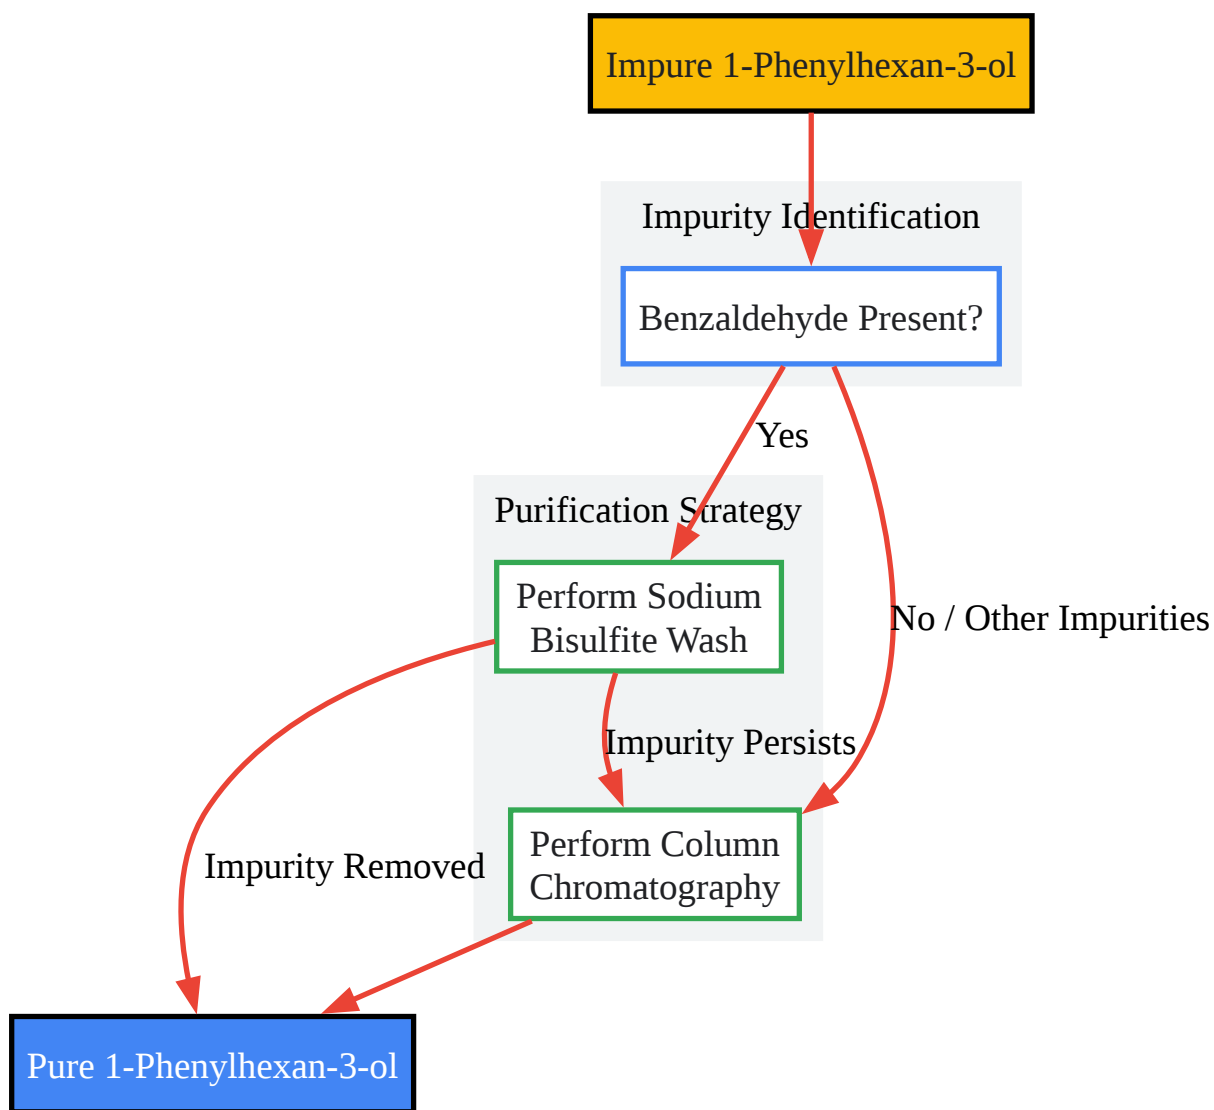 Impure 1-Phenylhexan-3-ol
Impurity Identification
Benzaldehyde Present?
Yes
Purification Strategy
Perform Sodium
Bisulfite Wash
No / Other Impurities
Impurity Persists
Perform Column
Chromatography
Impurity Removed
Pure 1-Phenylhexan-3-ol